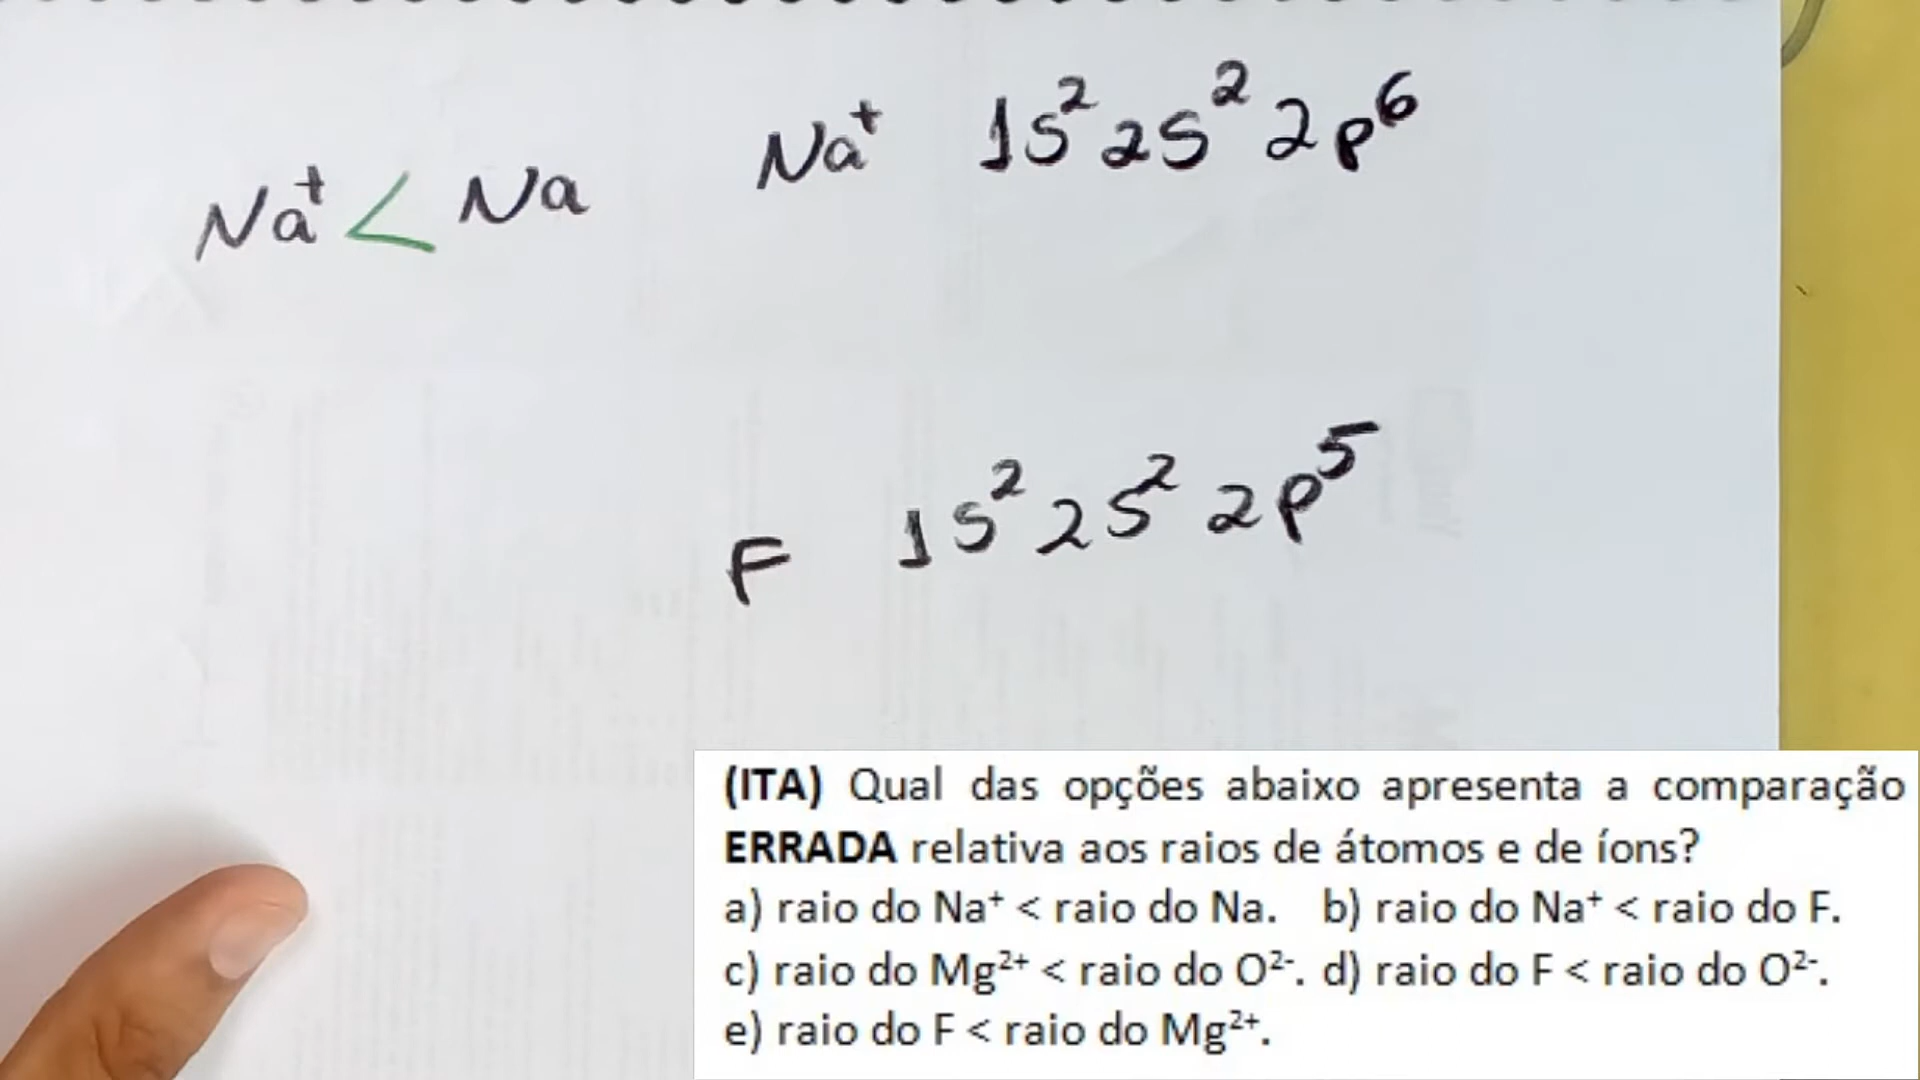 Na⁺ < Na
Na⁺ 1s² 2s² 2p⁶
F 1s² 2s² 2p⁵
(ITA) Qual das opções abaixo apresenta a comparação
ERRADA relativa aos raios de átomos e de íons?
a) raio do Na⁺ < raio do Na. b) raio do Na⁺ < raio do F.
c) raio do Mg²⁺ < raio do O²⁻. d) raio do F < raio do O²⁻.
e) raio do F < raio do Mg²⁺.